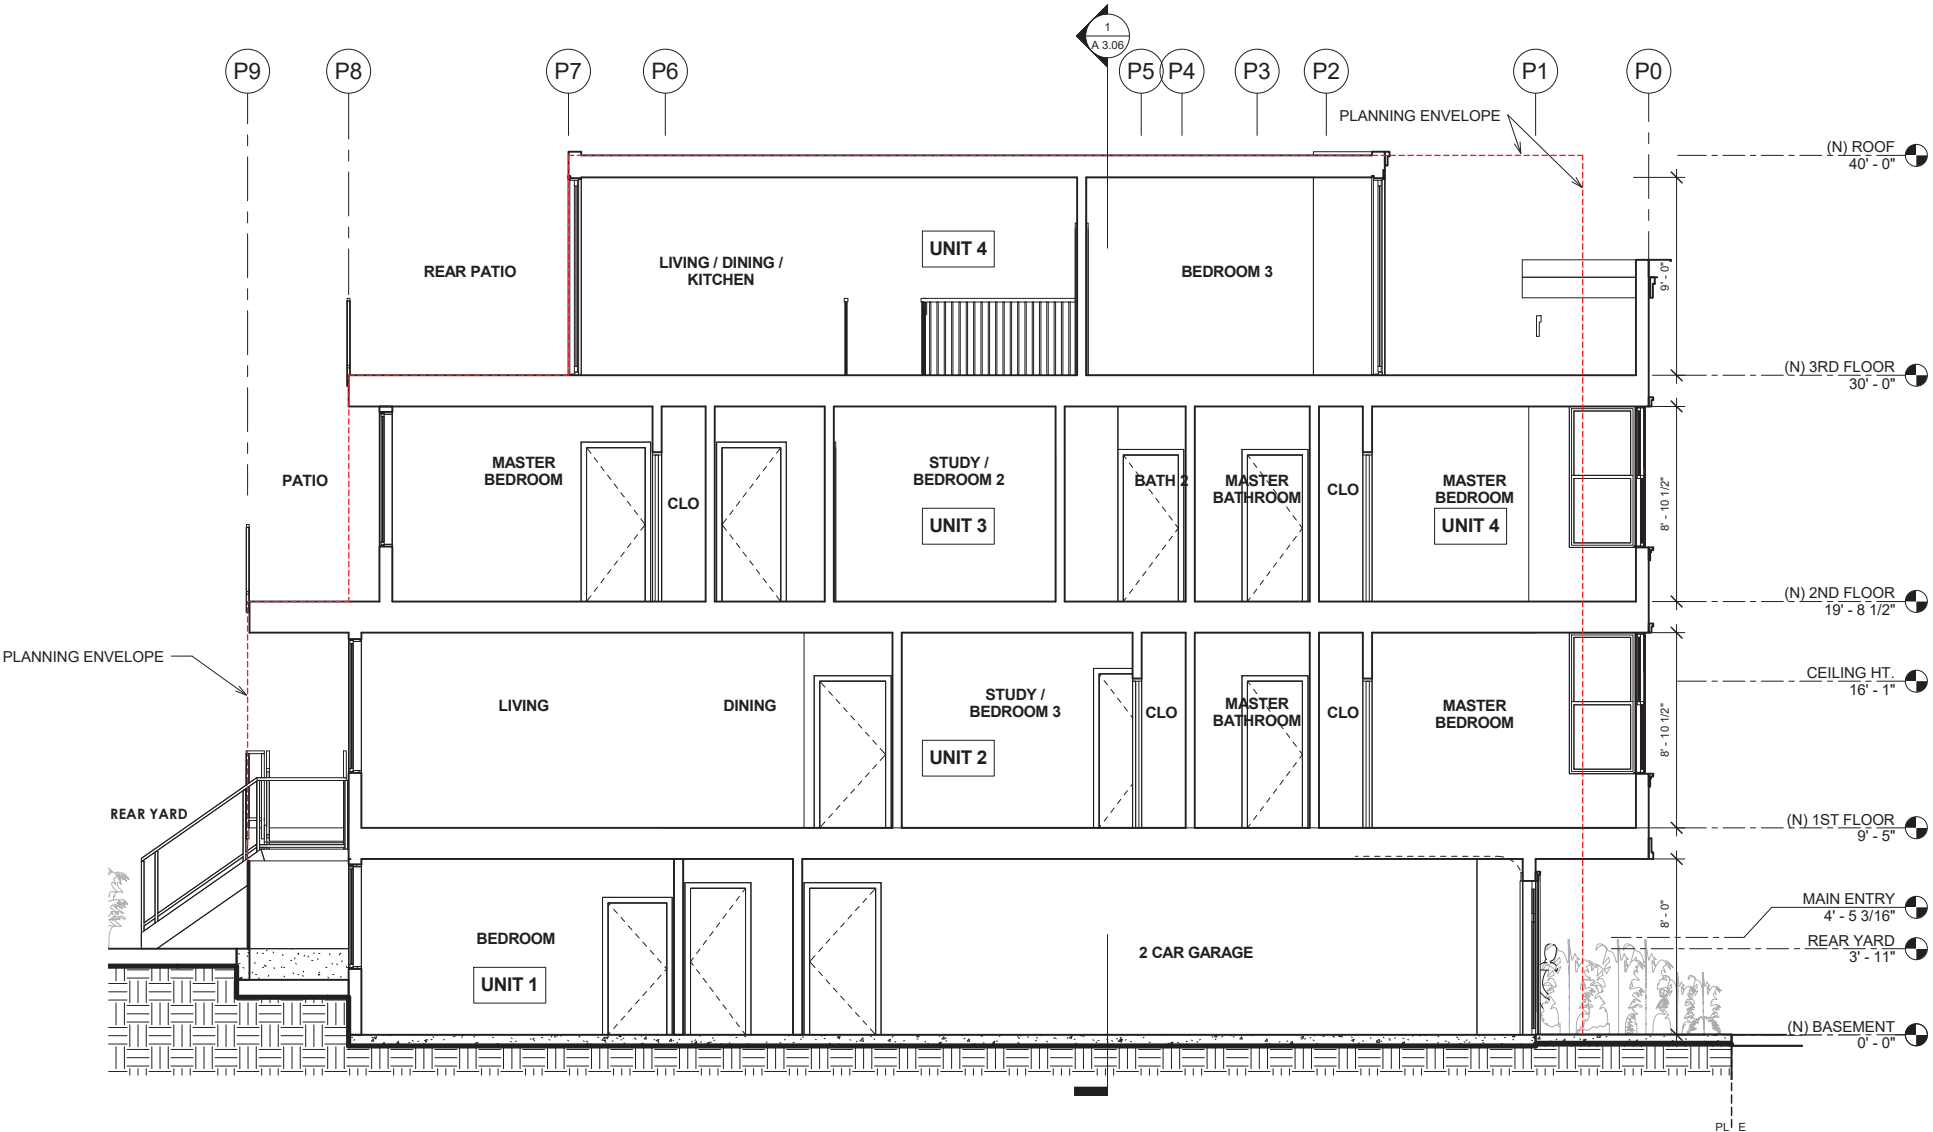 1
A 3.06
P9
P8
P7
P6
P5
P4
P3
P2
P1
P0
PLANNING ENVELOPE
(N) ROOF
40' - 0"
REAR PATIO
LIVING / DINING /
KITCHEN
UNIT 4
BEDROOM 3
9' - 0"
(N) 3RD FLOOR
30' - 0"
PATIO
MASTER
BEDROOM
CLO
STUDY /
BEDROOM 2
UNIT 3
BATH 2
MASTER
BATHROOM
CLO
MASTER
BEDROOM
UNIT 4
8' - 10 1/2"
(N) 2ND FLOOR
19' - 8 1/2"
PLANNING ENVELOPE
LIVING
DINING
STUDY /
BEDROOM 3
UNIT 2
CLO
MASTER
BATHROOM
CLO
MASTER
BEDROOM
8' - 10 1/2"
CEILING HT.
16' - 1"
REAR YARD
(N) 1ST FLOOR
9' - 5"
BEDROOM
UNIT 1
2 CAR GARAGE
8' - 0"
MAIN ENTRY
4' - 5 3/16"
REAR YARD
3' - 11"
(N) BASEMENT
0' - 0"
PL E